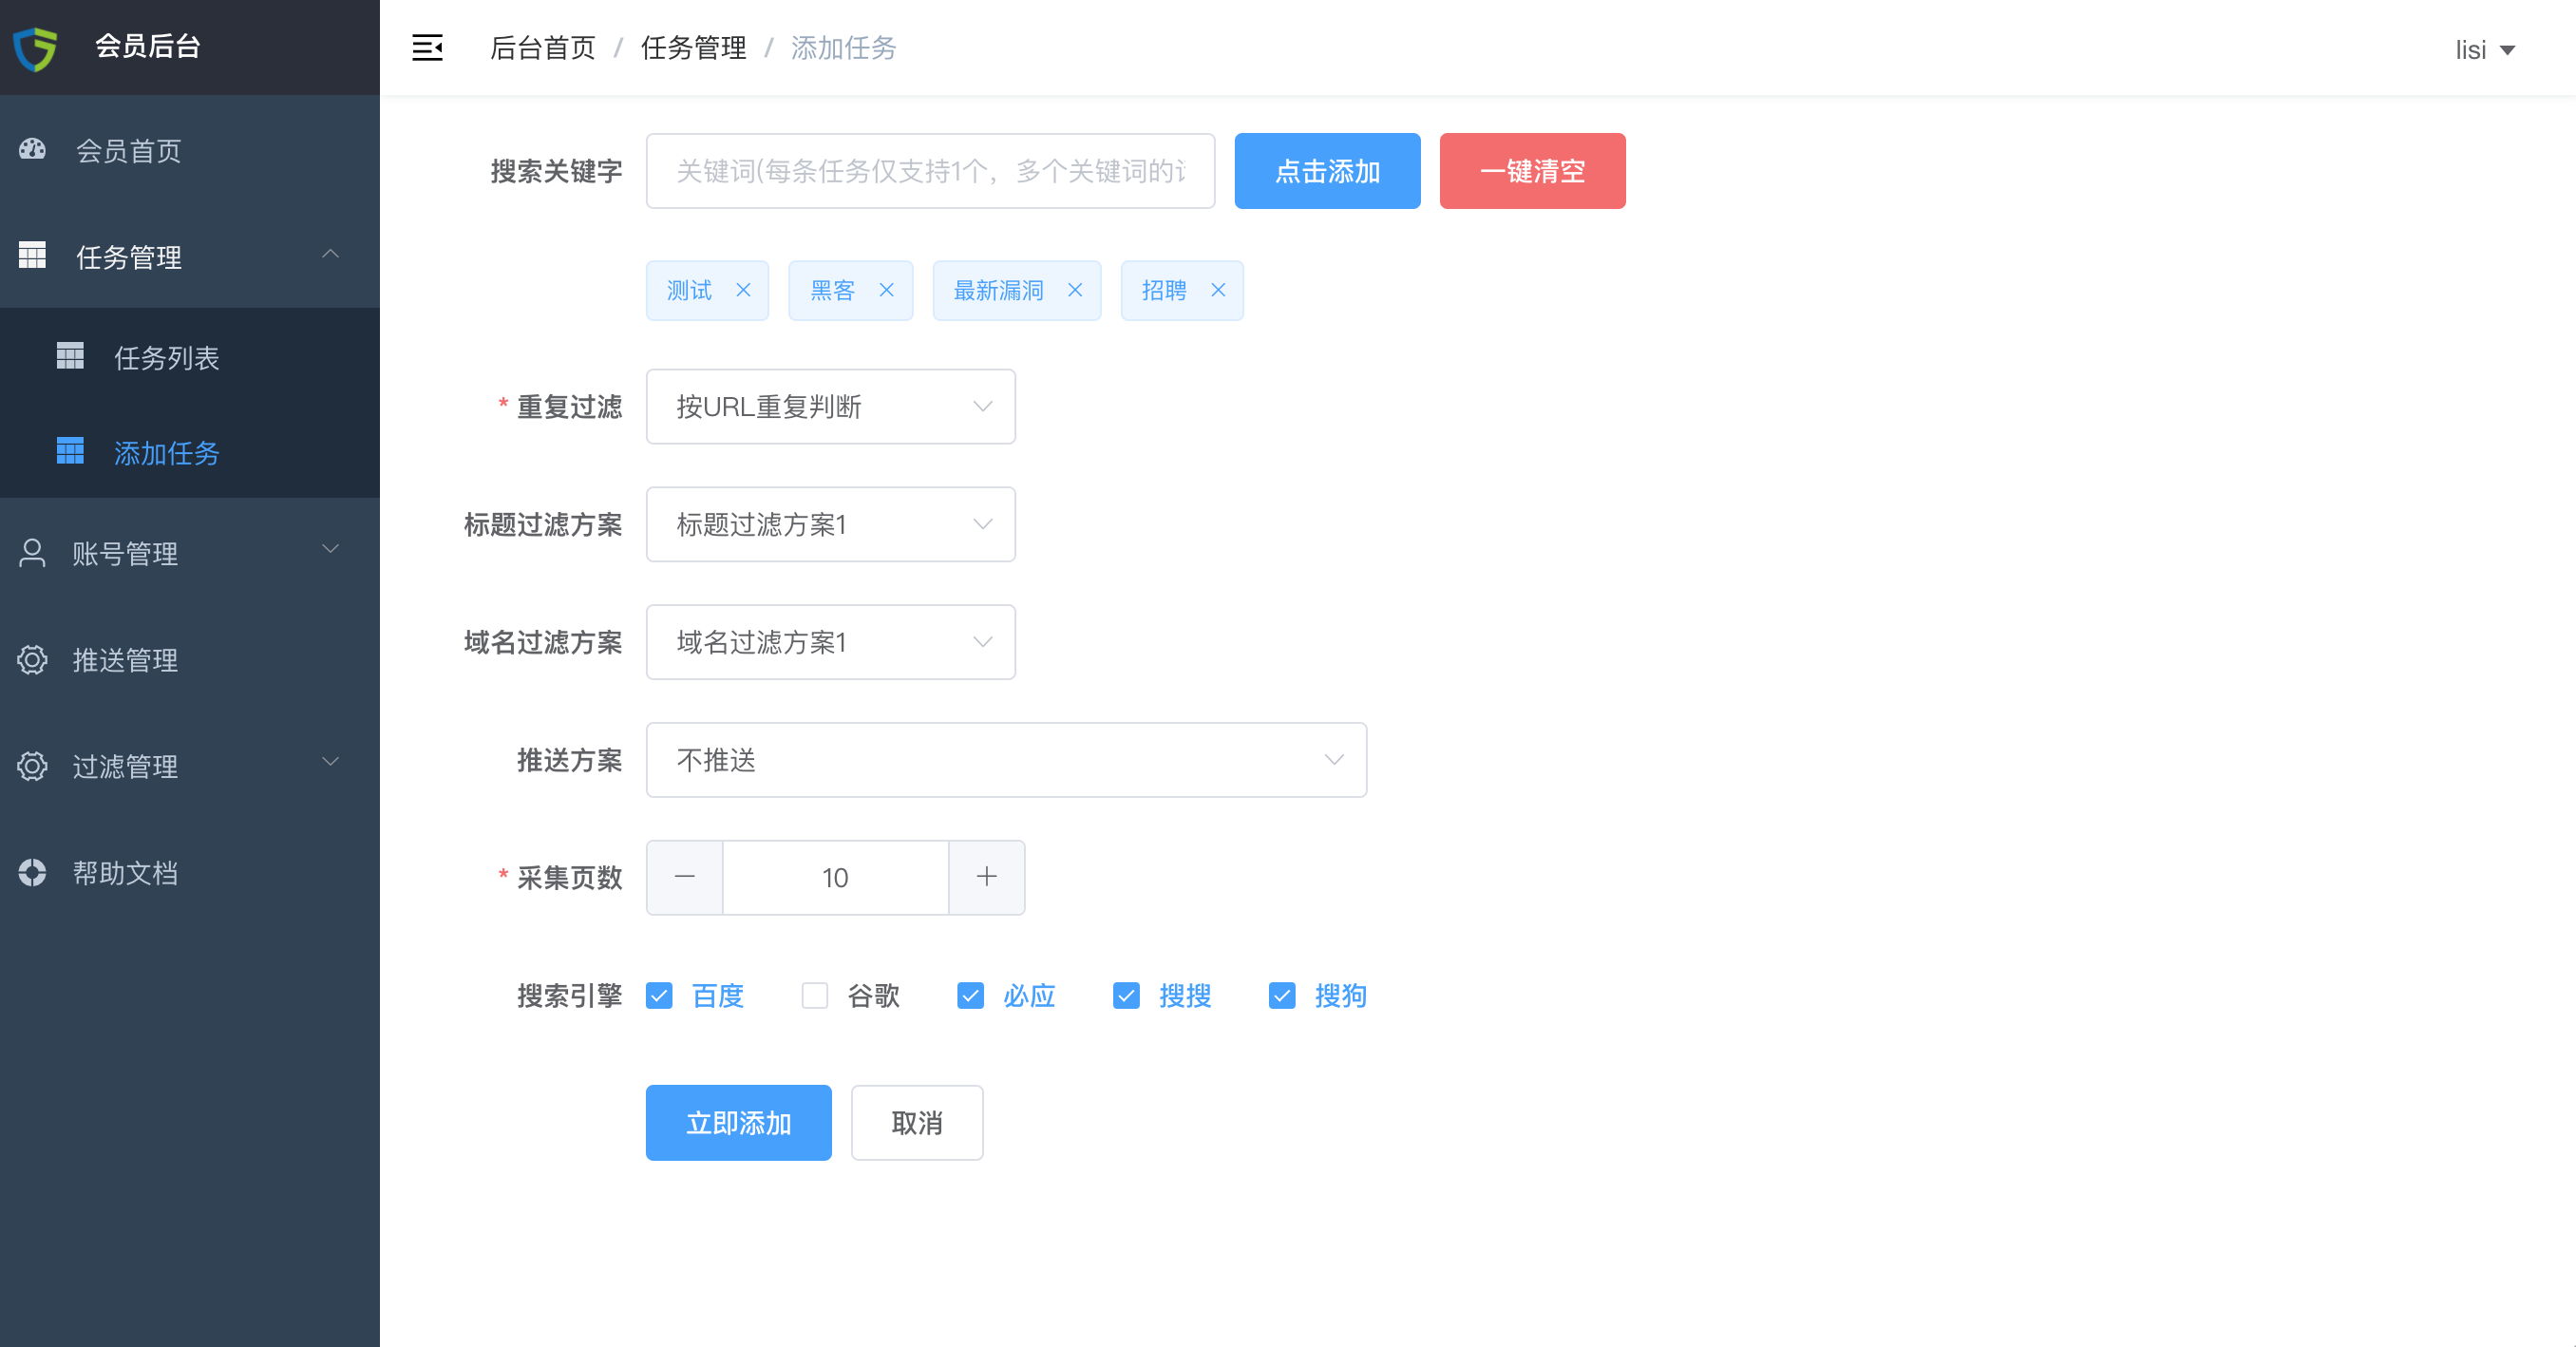 会员后台
后台首页 / 任务管理 / 添加任务
lisi
会员首页
任务管理
任务列表
添加任务
账号管理
推送管理
过滤管理
帮助文档
搜索关键字 关键词(每条任务仅支持1个，多个关键词的 点击添加 一键清空
测试 黑客 最新漏洞 招聘
* 重复过滤 按URL重复判断
标题过滤方案 标题过滤方案1
域名过滤方案 域名过滤方案1
推送方案 不推送
* 采集页数 10
搜索引擎 百度 谷歌 必应 搜搜 搜狗
立即添加 取消